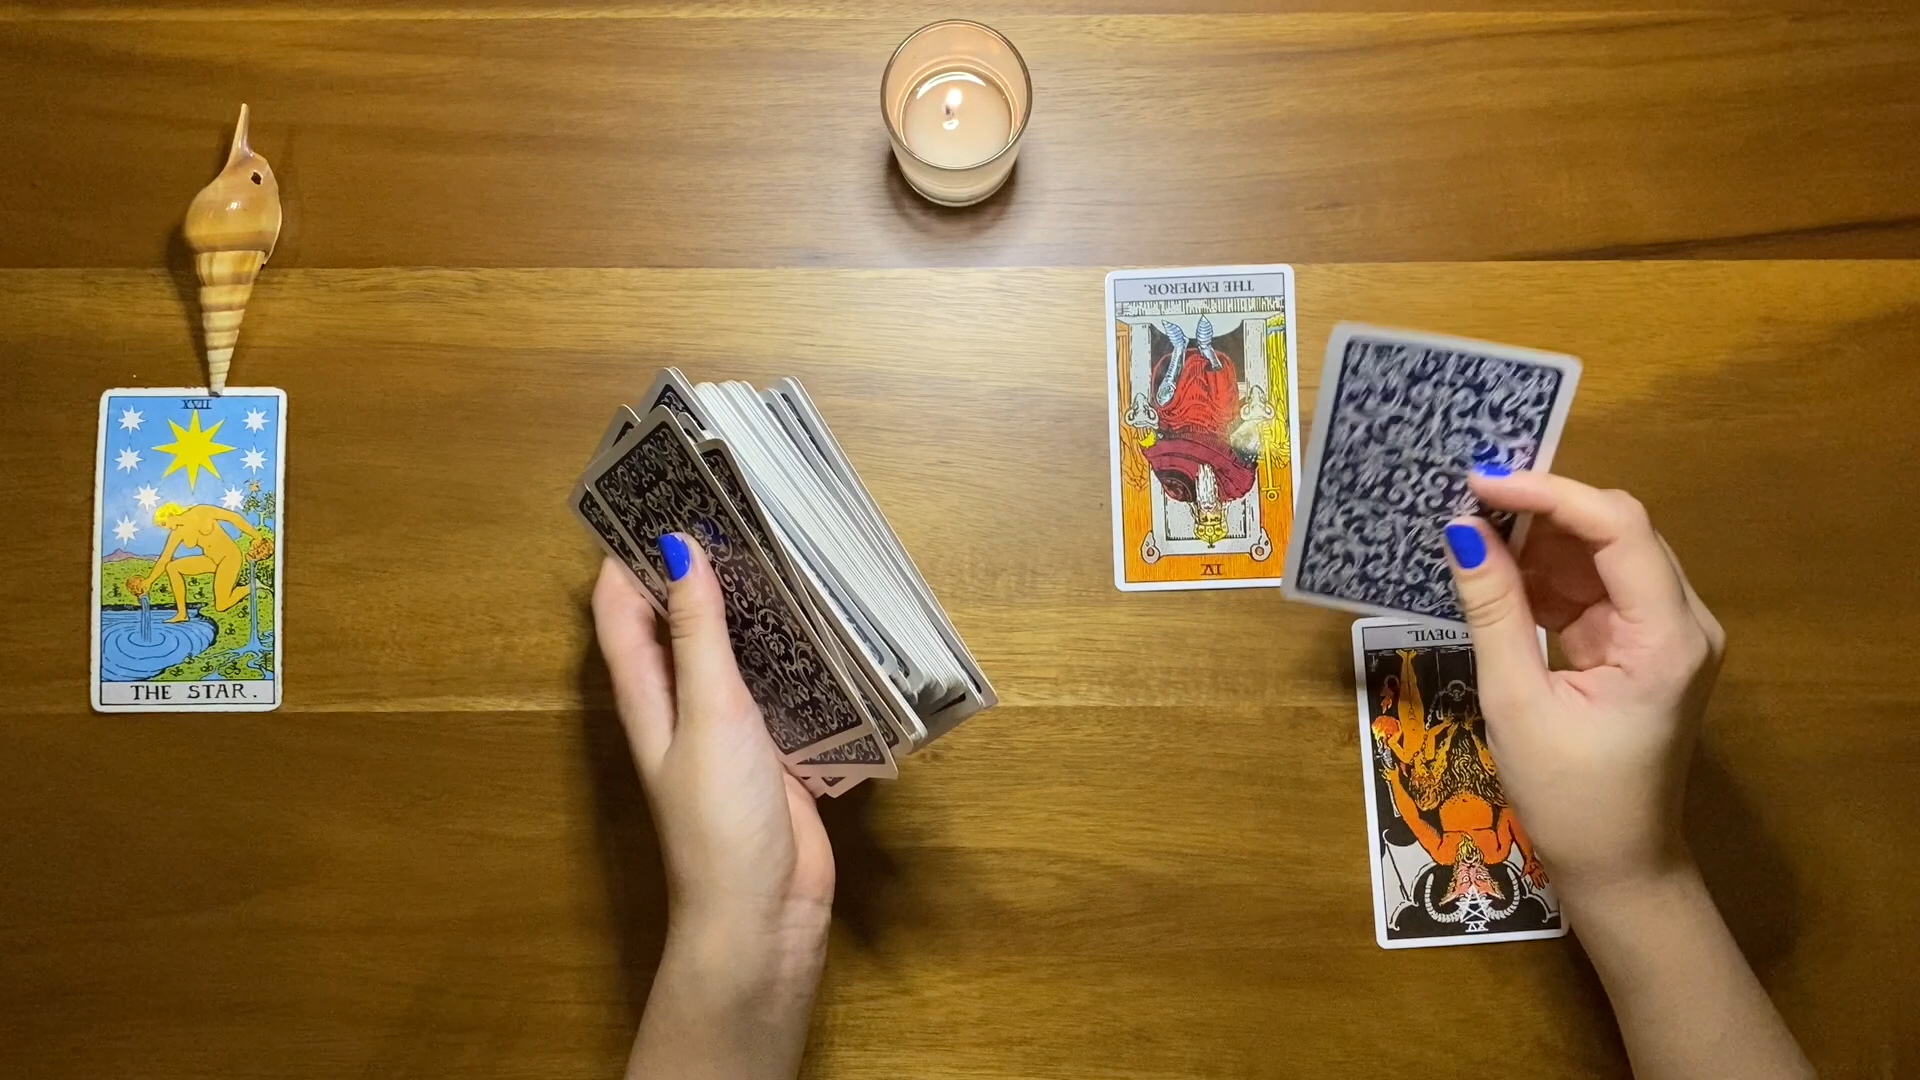 XVII
THE STAR.
THE EMPEROR.
IV
DEVIL.
XV